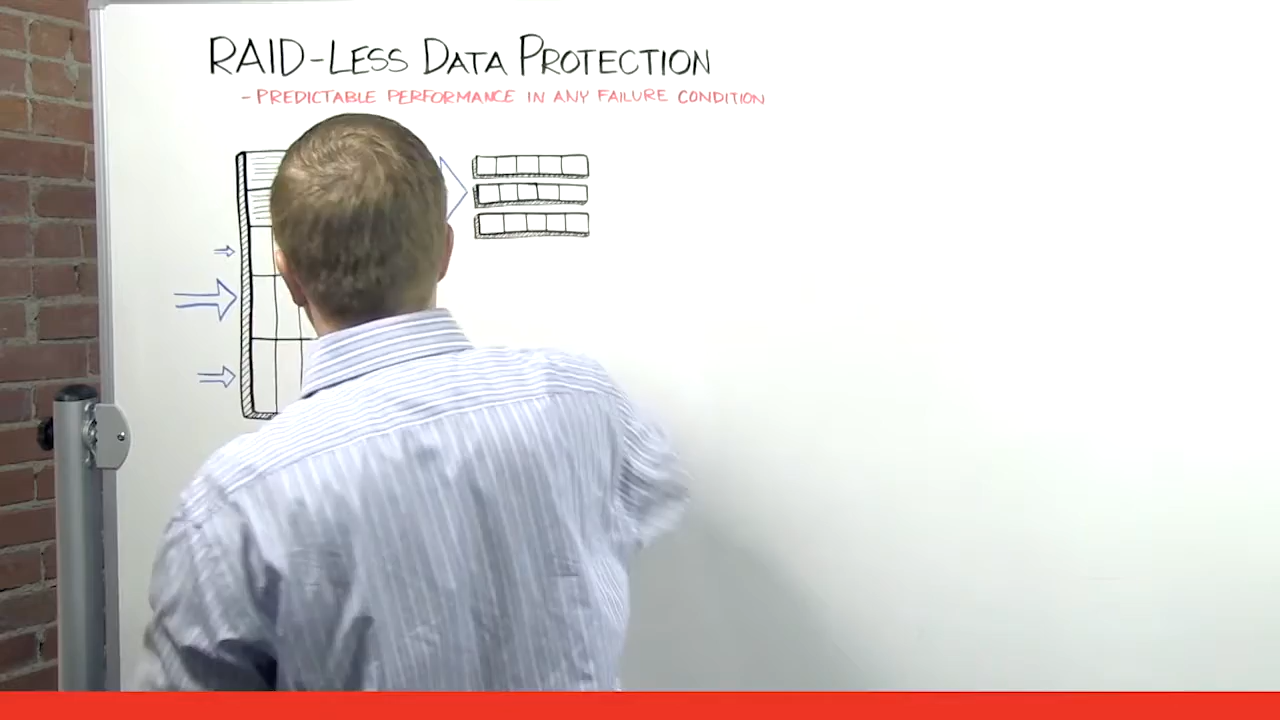 RAID-LESS DATA PROTECTION
- PREDICTABLE PERFORMANCE IN ANY FAILURE CONDITION